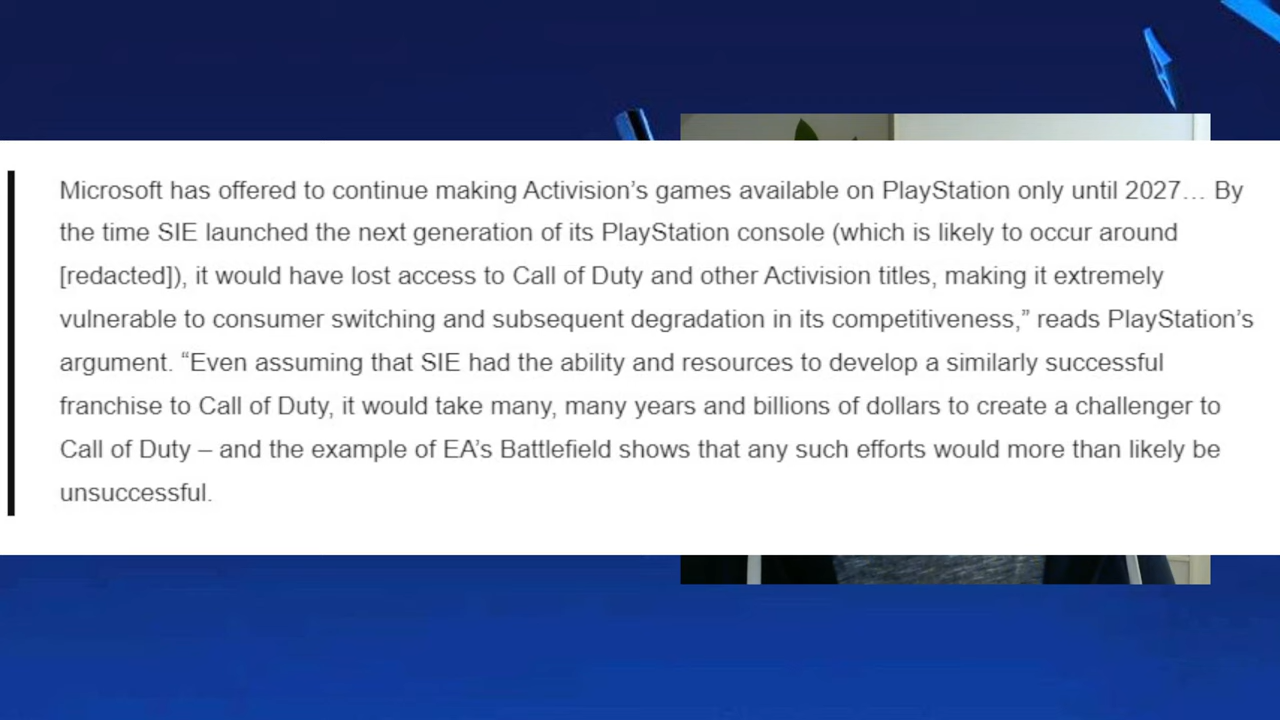 Microsoft has offered to continue making Activision’s games available on PlayStation only until 2027… By
the time SIE launched the next generation of its PlayStation console (which is likely to occur around
[redacted]), it would have lost access to Call of Duty and other Activision titles, making it extremely
vulnerable to consumer switching and subsequent degradation in its competitiveness,” reads PlayStation’s
argument. “Even assuming that SIE had the ability and resources to develop a similarly successful
franchise to Call of Duty, it would take many, many years and billions of dollars to create a challenger to
Call of Duty – and the example of EA’s Battlefield shows that any such efforts would more than likely be
unsuccessful.